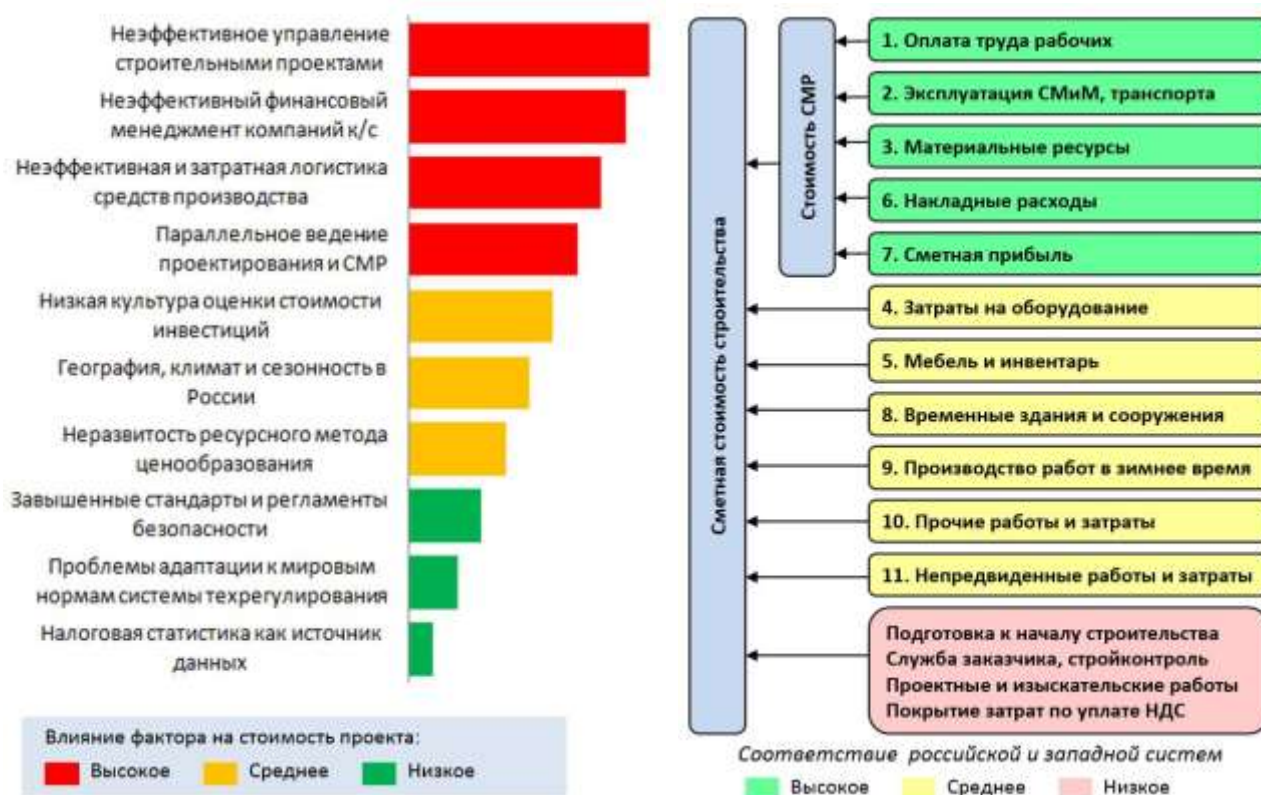 Неэффективное управление
строительными проектами
Неэффективный финансовый
менеджмент компаний к/с
Неэффективная и затратная логистика
средств производства
Параллельное ведение
проектирования и СМР
Низкая культура оценки стоимости
инвестиций
География, климат и сезонность в
России
Неразвитость ресурсного метода
ценообразования
Завышенные стандарты и регламенты
безопасности
Проблемы адаптации к мировым
нормам системы техрегулирования
Налоговая статистика как источник
данных
Влияние фактора на стоимость проекта:
Высокое
Среднее
Низкое
Сметная стоимость строительства
Стоимость СМР
1. Оплата труда рабочих
2. Эксплуатация СМиМ, транспорта
3. Материальные ресурсы
6. Накладные расходы
7. Сметная прибыль
4. Затраты на оборудование
5. Мебель и инвентарь
8. Временные здания и сооружения
9. Производство работ в зимнее время
10. Прочие работы и затраты
11. Непредвиденные работы и затраты
Подготовка к началу строительства
Служба заказчика, стройконтроль
Проектные и изыскательские работы
Покрытие затрат по уплате НДС
Соответствие российской и западной систем
Высокое
Среднее
Низкое